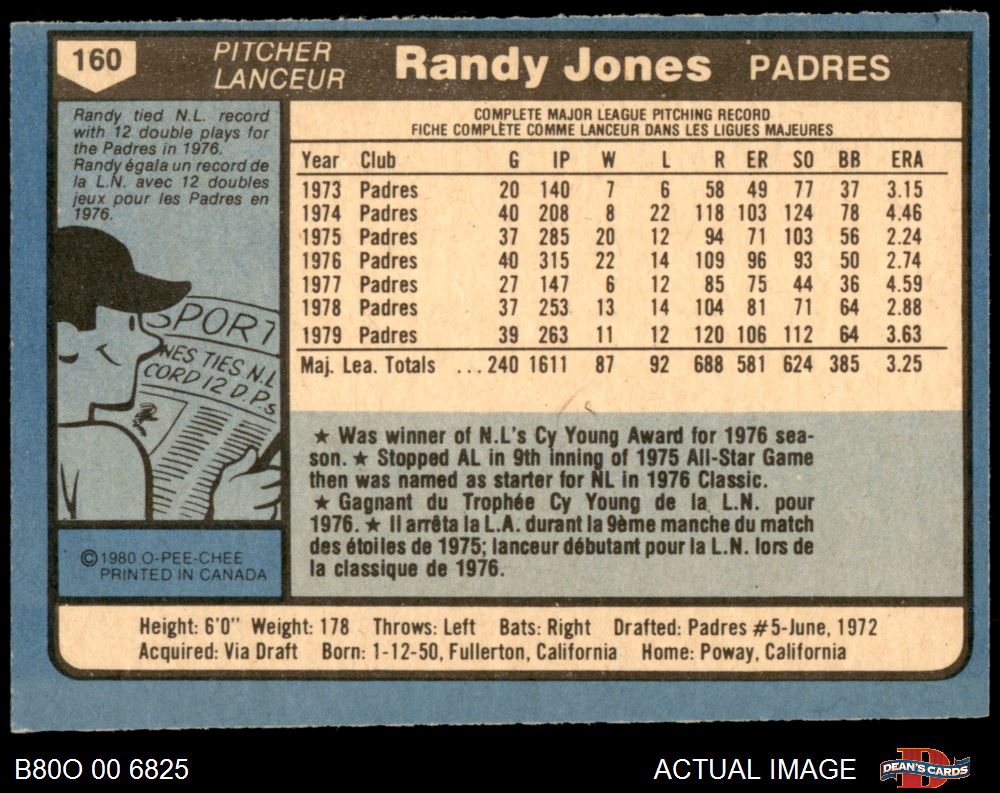 160
PITCHER
LANCEUR
Randy Jones PADRES
Randy tied N.L. record
with 12 double plays for
the Padres in 1976.
Randy égala un record de
la L.N. avec 12 doubles
jeux pour les Padres en
1976.
SPORT
NES TIES N.L
CORD 12 D P.s
©1980 O-PEE-CHEE
PRINTED IN CANADA
COMPLETE MAJOR LEAGUE PITCHING RECORD
FICHE COMPLÈTE COMME LANCEUR DANS LES LIGUES MAJEURES
Year Club G IP W L R ER SO BB ERA
1973 Padres 20 140 7 6 58 49 77 37 3.15
1974 Padres 40 208 8 22 118 103 124 78 4.46
1975 Padres 37 285 20 12 94 71 103 56 2.24
1976 Padres 40 315 22 14 109 96 93 50 2.74
1977 Padres 27 147 6 12 85 75 44 36 4.59
1978 Padres 37 253 13 14 104 81 71 64 2.88
1979 Padres 39 263 11 12 120 106 112 64 3.63
Maj. Lea. Totals ...240 1611 87 92 688 581 624 385 3.25
★ Was winner of N.L's Cy Young Award for 1976 sea-
son. ★ Stopped AL in 9th inning of 1975 All-Star Game
then was named as starter for NL in 1976 Classic.
★ Gagnant du Trophée Cy Young de la L.N. pour
1976. ★ Il arrêta la L.A. durant la 9ème manche du match
des étoiles de 1975; lanceur débutant pour la L.N. lors de
la classique de 1976.
Height: 6'0" Weight: 178 Throws: Left Bats: Right Drafted: Padres #5-June, 1972
Acquired: Via Draft Born: 1-12-50, Fullerton, California Home: Poway, California
B80O 00 6825
ACTUAL IMAGE
DEAN'S CARDS